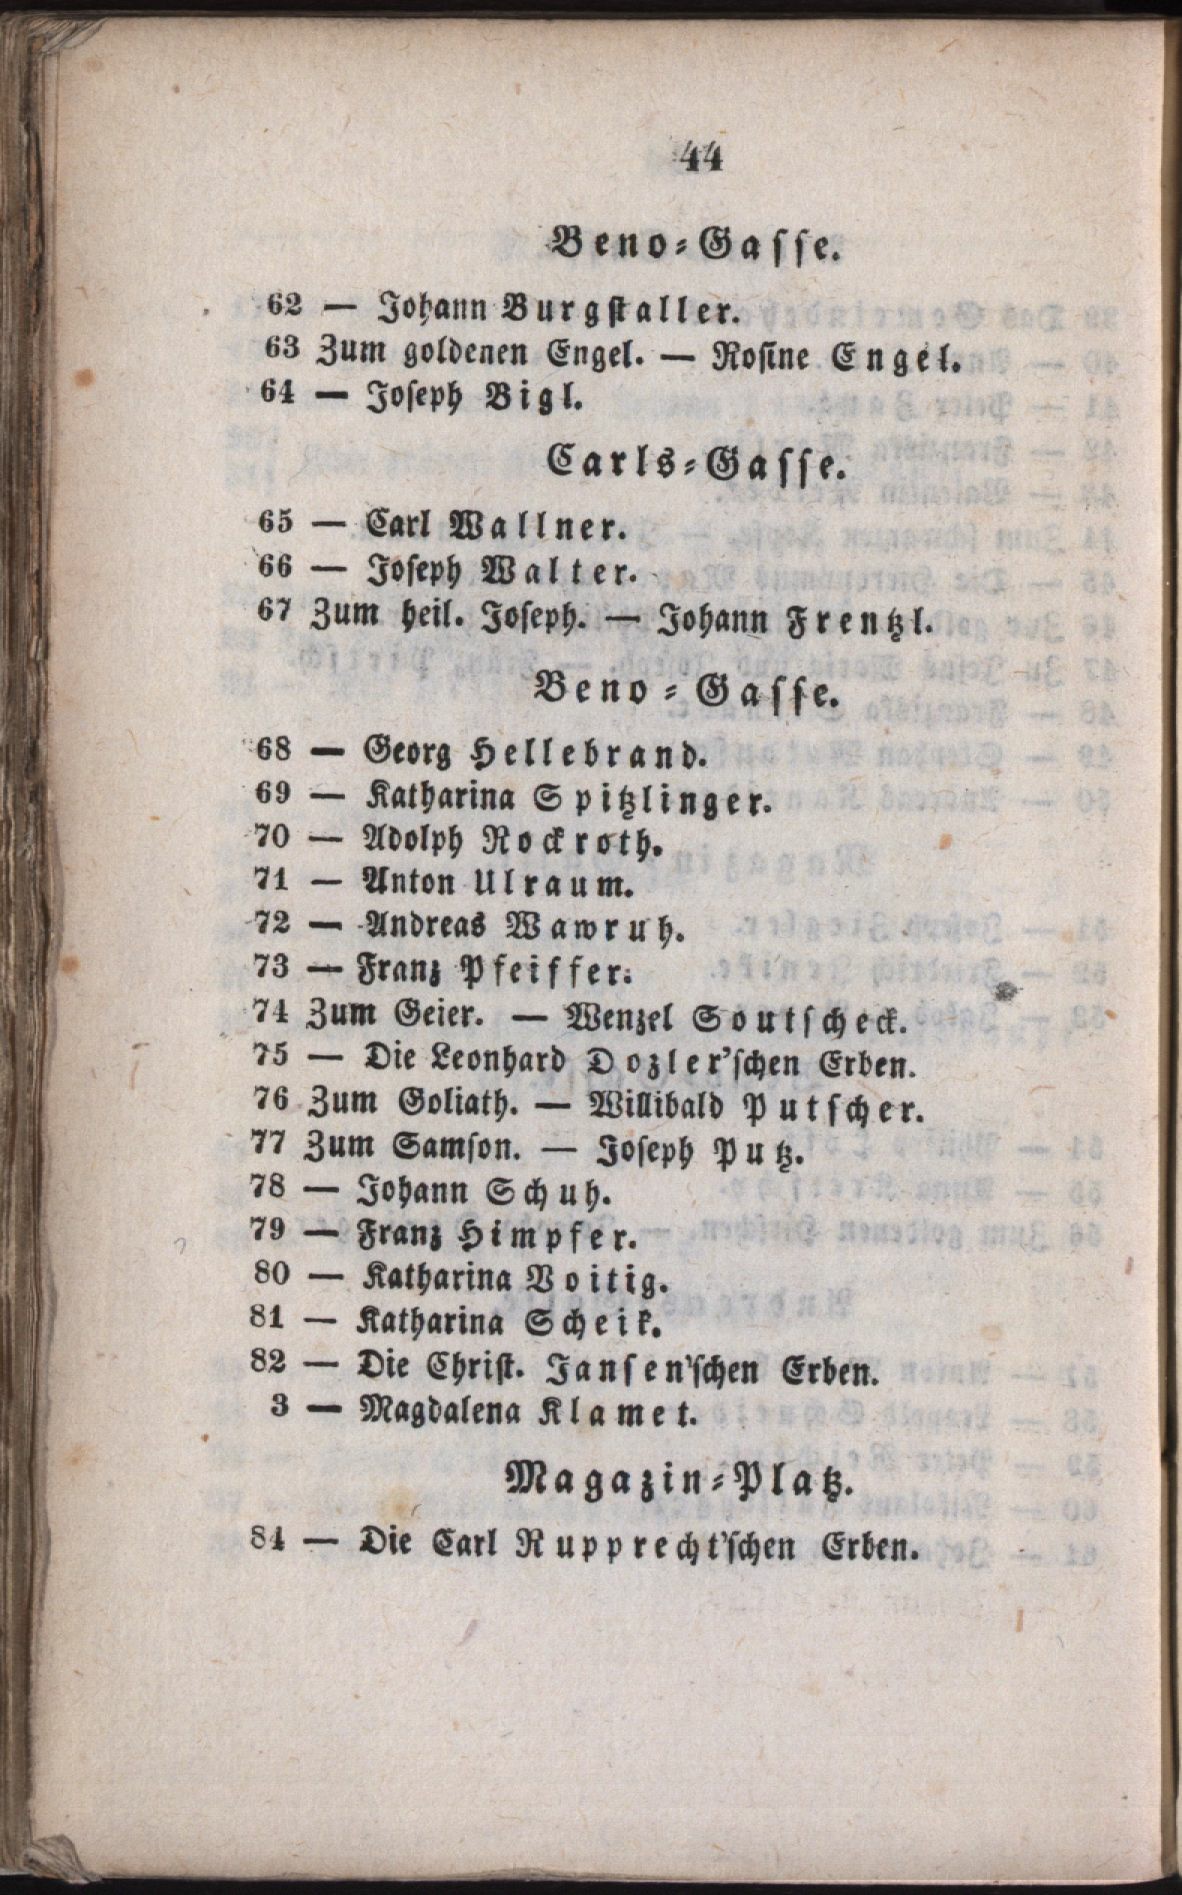 44
Beno-Gasse.
62 — Johann Burgstaller.
63 Zum goldenen Engel. — Rosine Engel.
64 — Joseph Bigl.
Carls-Gasse.
65 — Carl Wallner.
66 — Joseph Walter.
67 Zum heil. Joseph. — Johann Frentzl.
Beno-Gasse.
68 — Georg Hellebrand.
69 — Katharina Spitzlinger.
70 — Adolph Rockroth.
71 — Anton Ulraum.
72 — Andreas Wawruh.
73 — Franz Pfeiffer.
74 Zum Geier. — Wenzel Soutscheck.
75 — Die Leonhard Dozler'schen Erben.
76 Zum Goliath. — Willibald Putscher.
77 Zum Samson. — Joseph Putz.
78 — Johann Schuh.
79 — Franz Himpfer.
80 — Katharina Voitig.
81 — Katharina Scheik.
82 — Die Christ. Jansen'schen Erben.
3 — Magdalena Klamet.
Magazin-Platz.
84 — Die Carl Rupprecht'schen Erben.